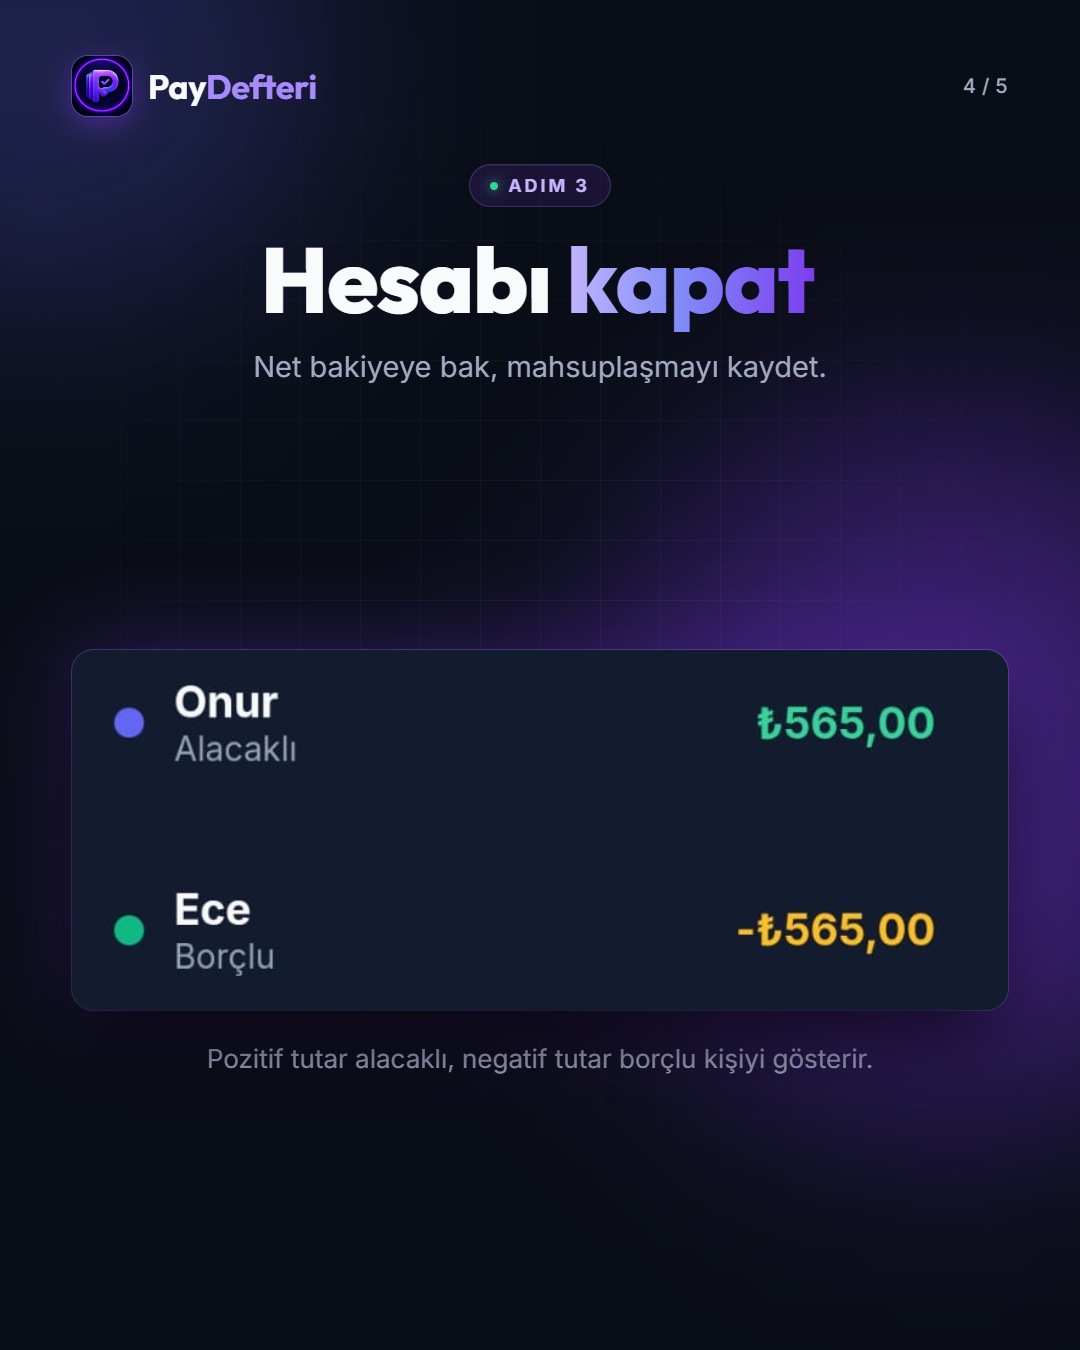 PayDefteri
4 / 5
ADIM 3
Hesabı kapat
Net bakiyeye bak, mahsuplaşmayı kaydet.
Onur
₺565,00
Alacaklı
Ece
-₺565,00
Borçlu
Pozitif tutar alacaklı, negatif tutar borçlu kişiyi gösterir.